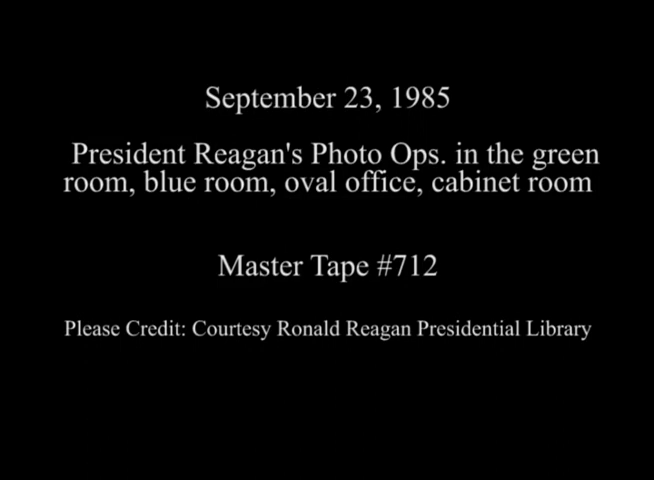 September 23, 1985
President Reagan's Photo Ops. in the green
room, blue room, oval office, cabinet room
Master Tape #712
Please Credit: Courtesy Ronald Reagan Presidential Library